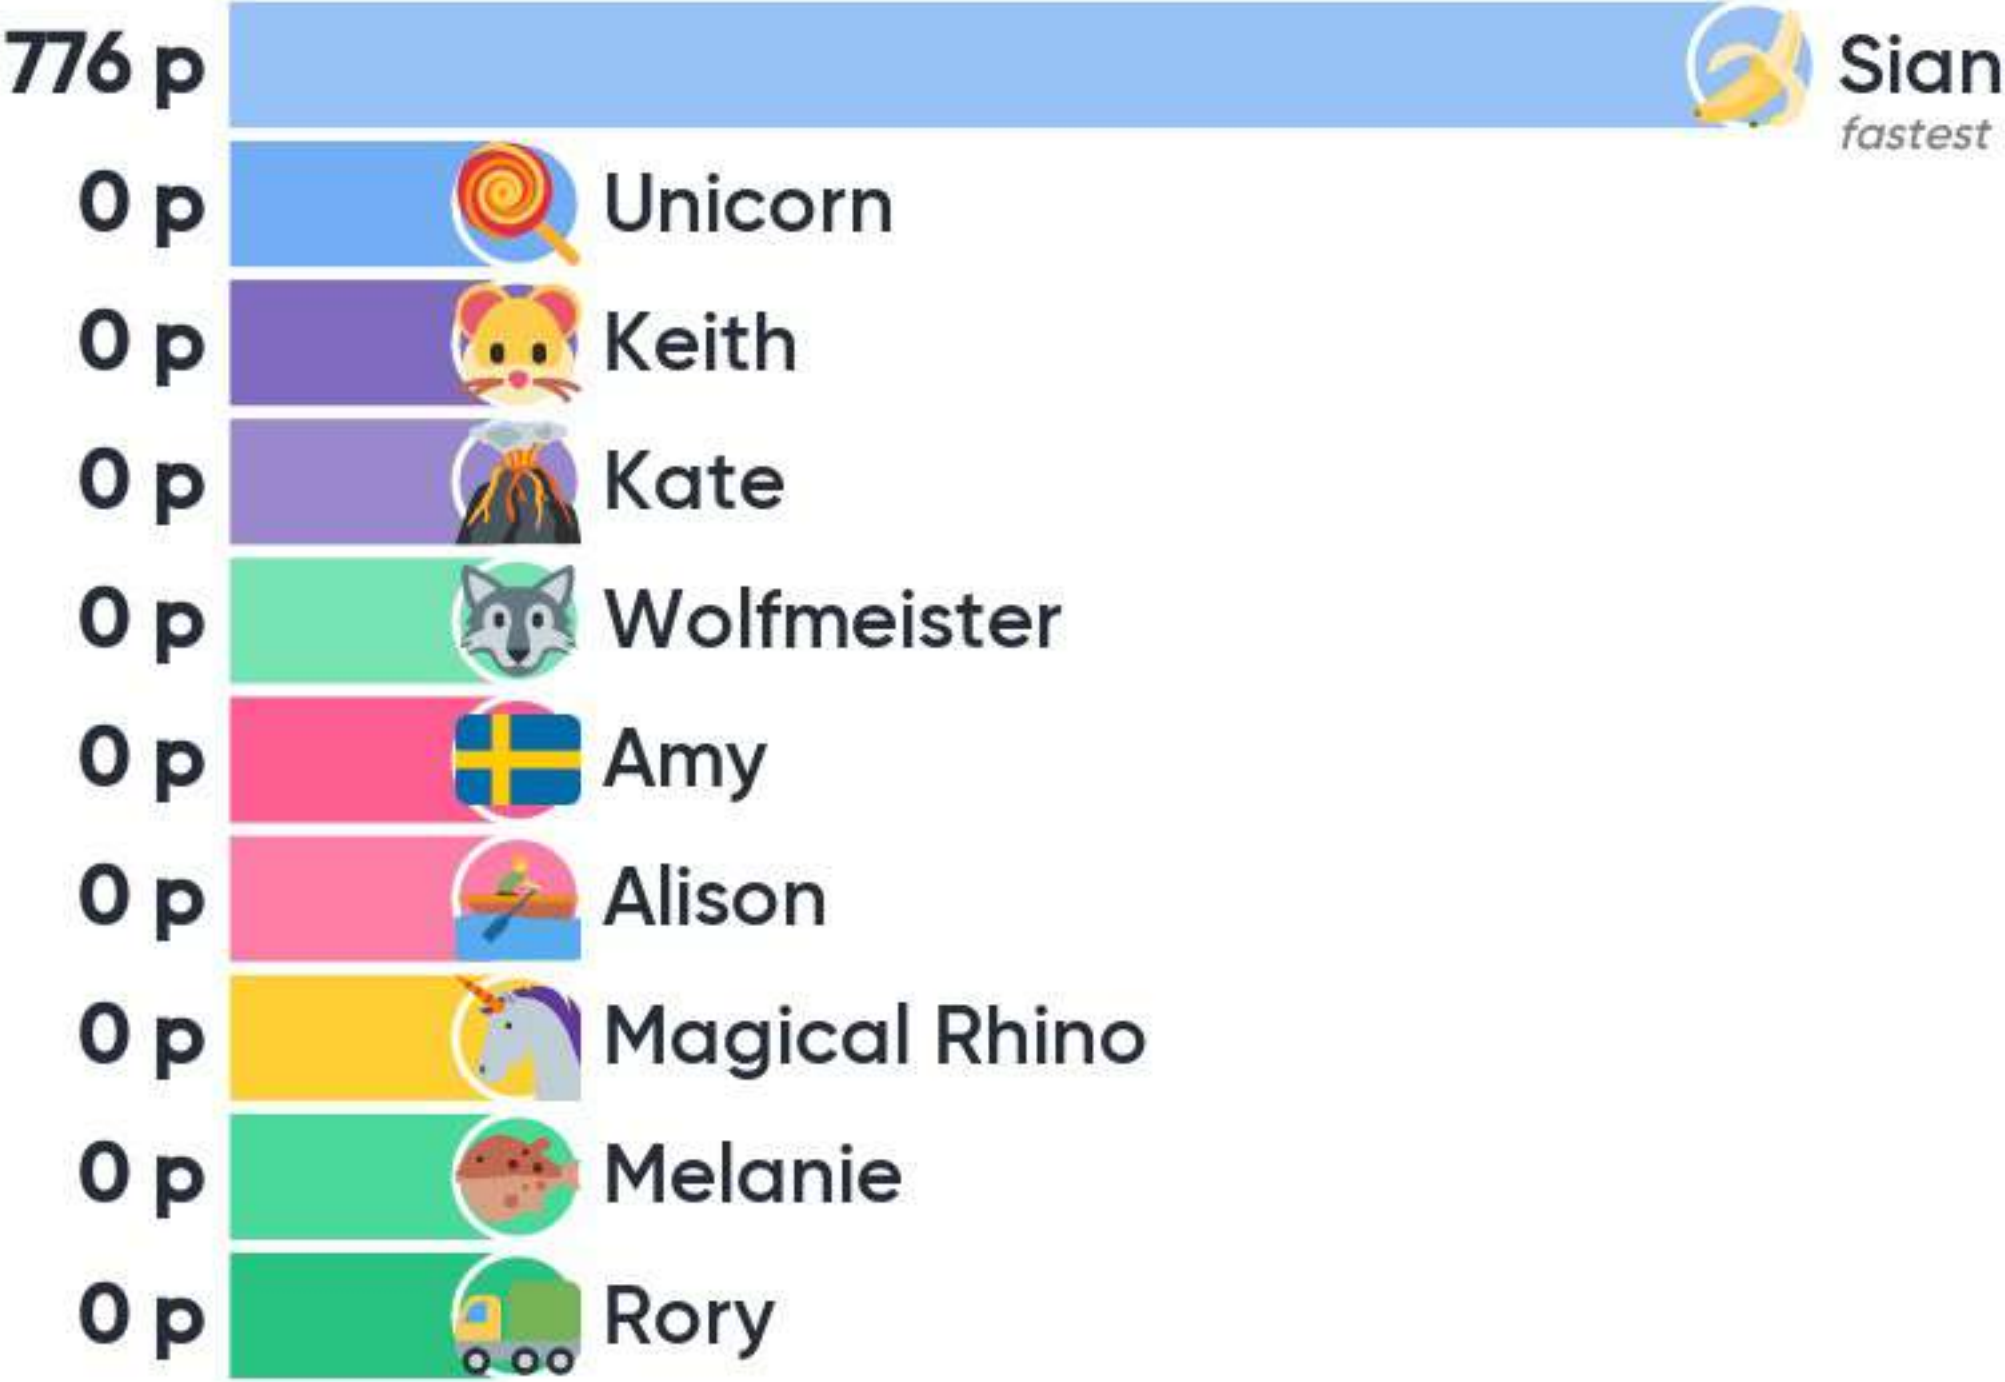 776 p Sian
fastest
0 p Unicorn
0 p Keith
0 p Kate
0 p Wolfmeister
0 p Amy
0 p Alison
0 p Magical Rhino
0 p Melanie
0 p Rory